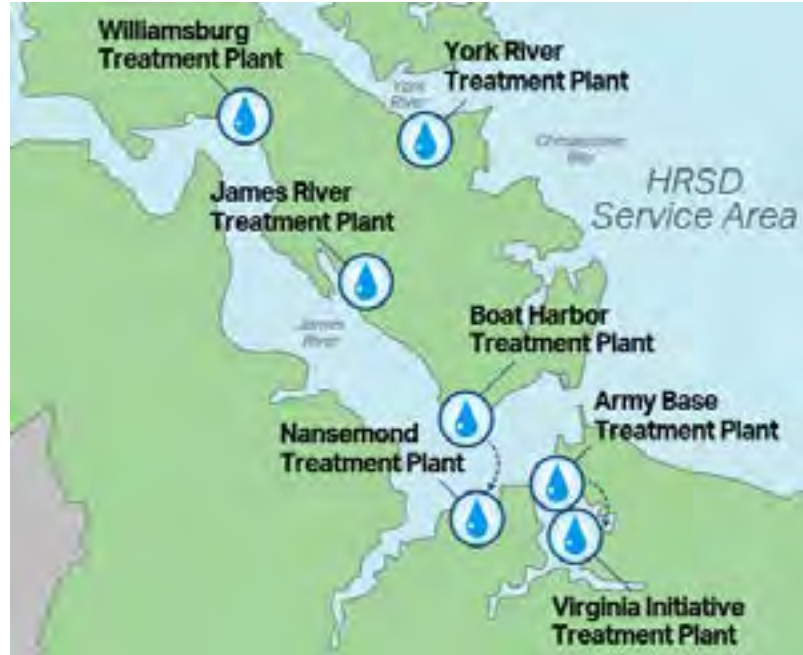 Williamsburg
Treatment Plant
York River
Treatment Plant
York
River
Chesapeake
Bay
HRSD
Service Area
James River
Treatment Plant
James
River
Boat Harbor
Treatment Plant
Army Base
Treatment Plant
Nansemond
Treatment Plant
Virginia Initiative
Treatment Plant